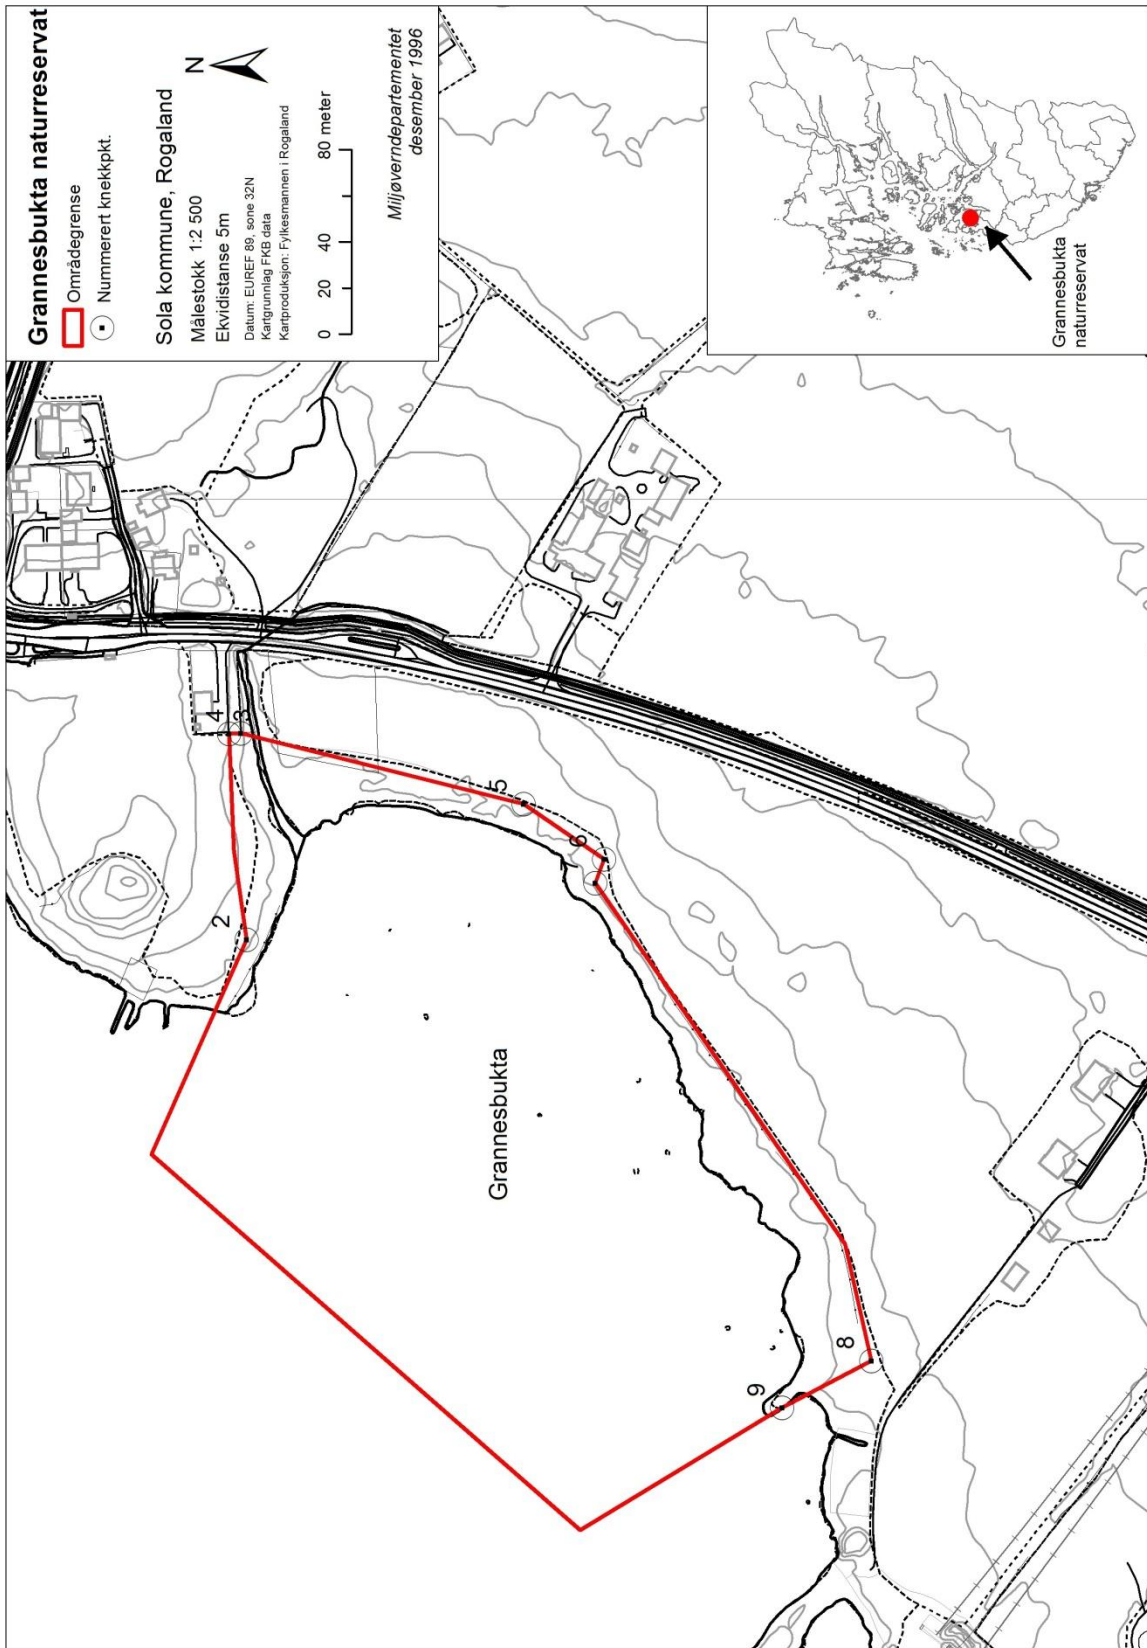 Grannesbukta naturreservat
Områdegrense
Nummerert knekkpkt.
Sola kommune, Rogaland
Målestokk 1:2 500
Ekvidistanse 5m
Datum: EUREF 89, sone 32N
Kartgrunnlag FKB data
Kartproduksjon: Fylkesmannen i Rogaland
N
0 20 40 80 meter
Miljøverndepartementet
desember 1996
Grannesbukta
naturreservat
Grannesbukta
2
3
4
5
6
7
8
9